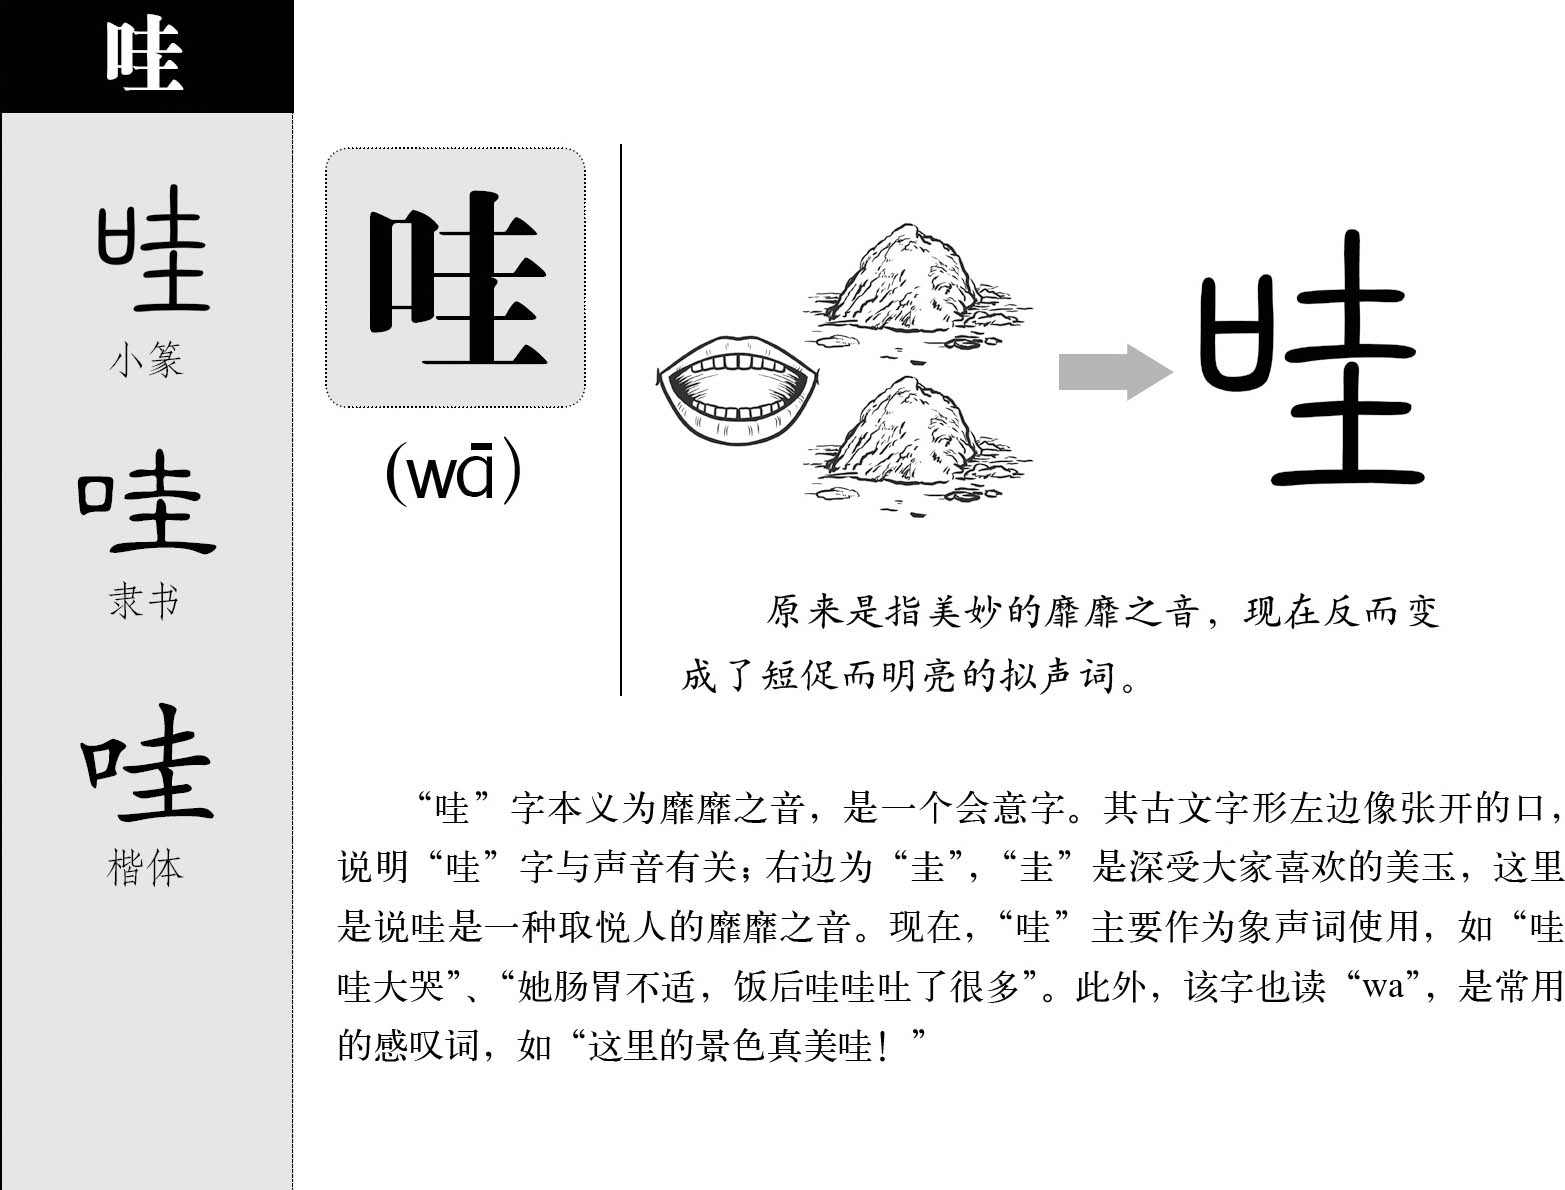 哇
哇
小篆
哇
隶书
哇
楷体
哇
(wā)
哇
原来是指美妙的靡靡之音，现在反而变
成了短促而明亮的拟声词。
“哇”字本义为靡靡之音，是一个会意字。其古文字形左边像张开的口，
说明“哇”字与声音有关；右边为“圭”，“圭”是深受大家喜欢的美玉，这里
是说哇是一种取悦人的靡靡之音。现在，“哇”主要作为象声词使用，如“哇
哇大哭”、“她肠胃不适，饭后哇哇吐了很多”。此外，该字也读“wa”，是常用
的感叹词，如“这里的景色真美哇！”